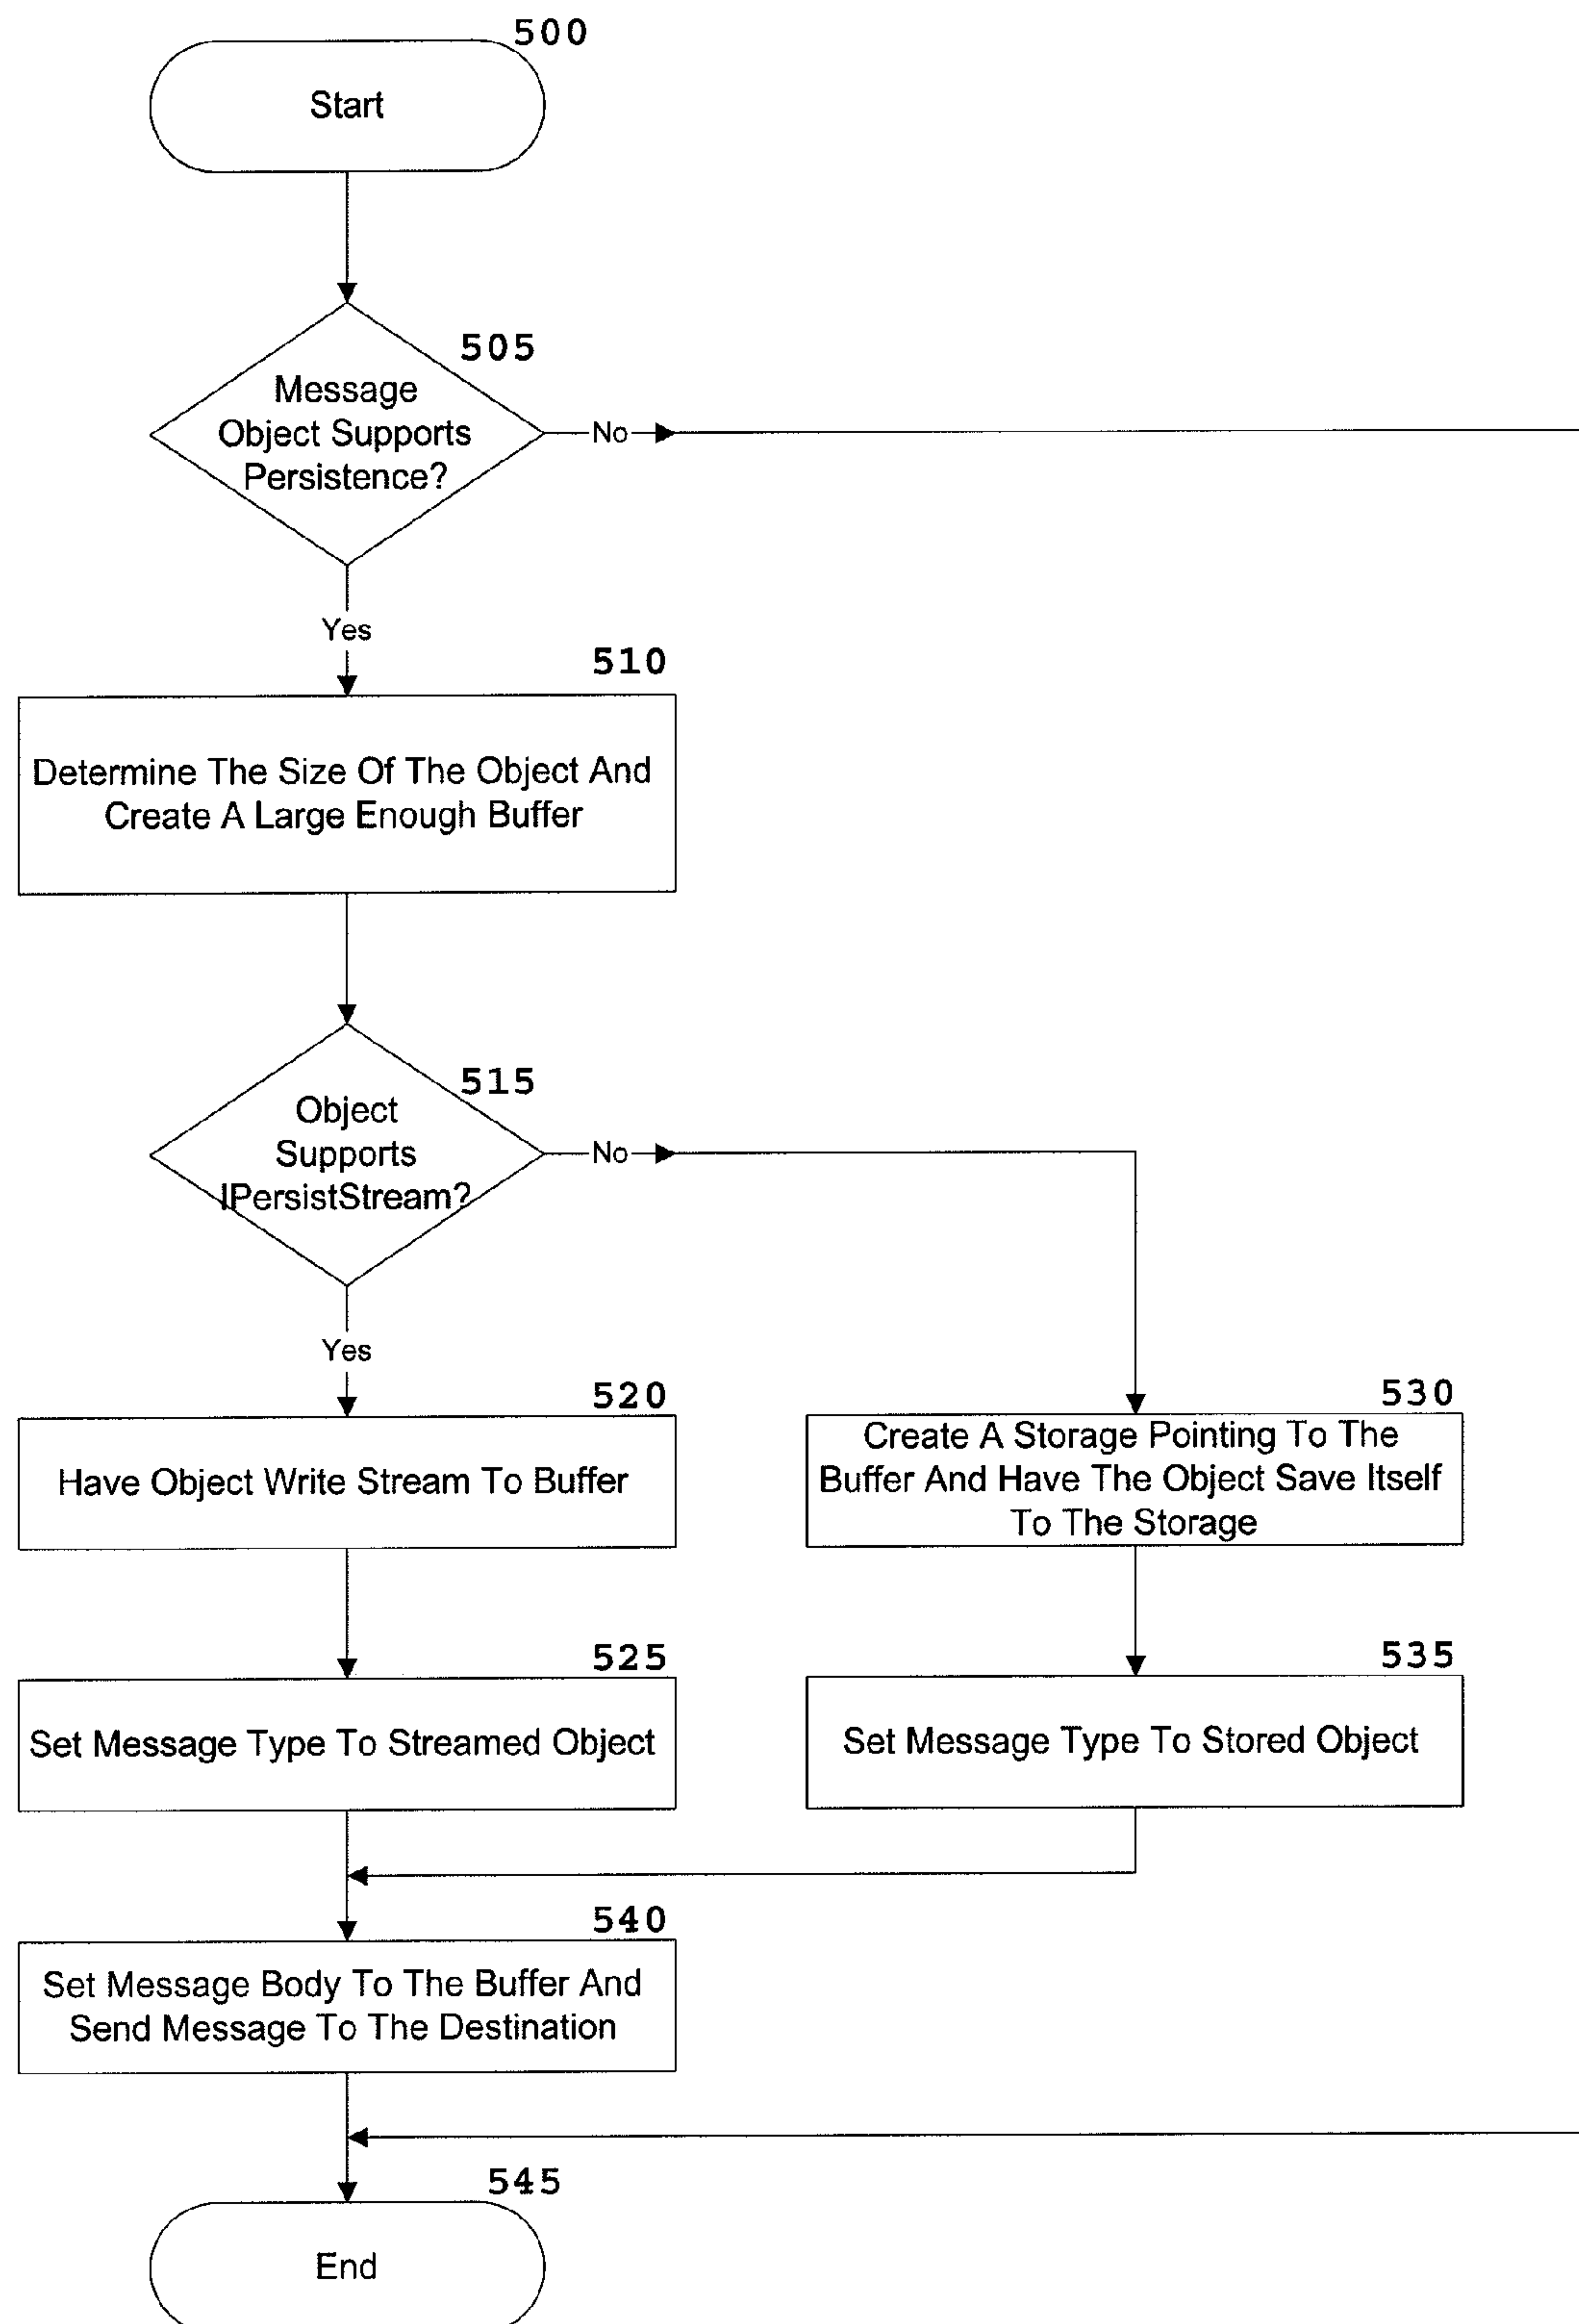 500
Start
505
Message
Object Supports
Persistence?
No
Yes
510
Determine The Size Of The Object And
Create A Large Enough Buffer
515
Object
Supports
IPersistStream?
No
Yes
520
Have Object Write Stream To Buffer
530
Create A Storage Pointing To The
Buffer And Have The Object Save Itself
To The Storage
525
Set Message Type To Streamed Object
535
Set Message Type To Stored Object
540
Set Message Body To The Buffer And
Send Message To The Destination
545
End